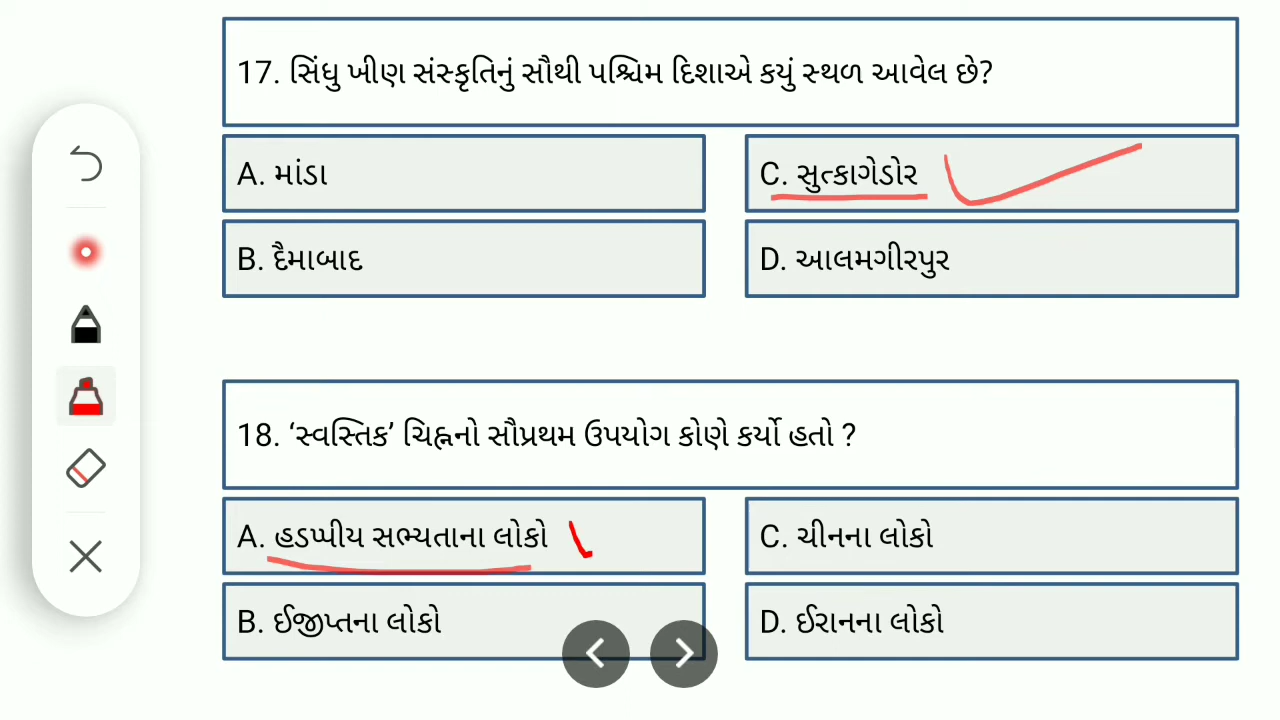 17. સિંધુ ખીણ સંસ્કૃતિનું સૌથી પશ્ચિમ દિશાએ કયું સ્થળ આવેલ છે?
A. માંડા
C. સુત્કાગેડોર
B. દૈમાબાદ
D. આલમગીરપુર
18. ‘સ્વસ્તિક’ ચિહ્નનો સૌપ્રથમ ઉપયોગ કોણે કર્યો હતો ?
A. હડપ્પીય સભ્યતાના લોકો
C. ચીનના લોકો
B. ઈજીપ્તના લોકો
D. ઈરાનના લોકો